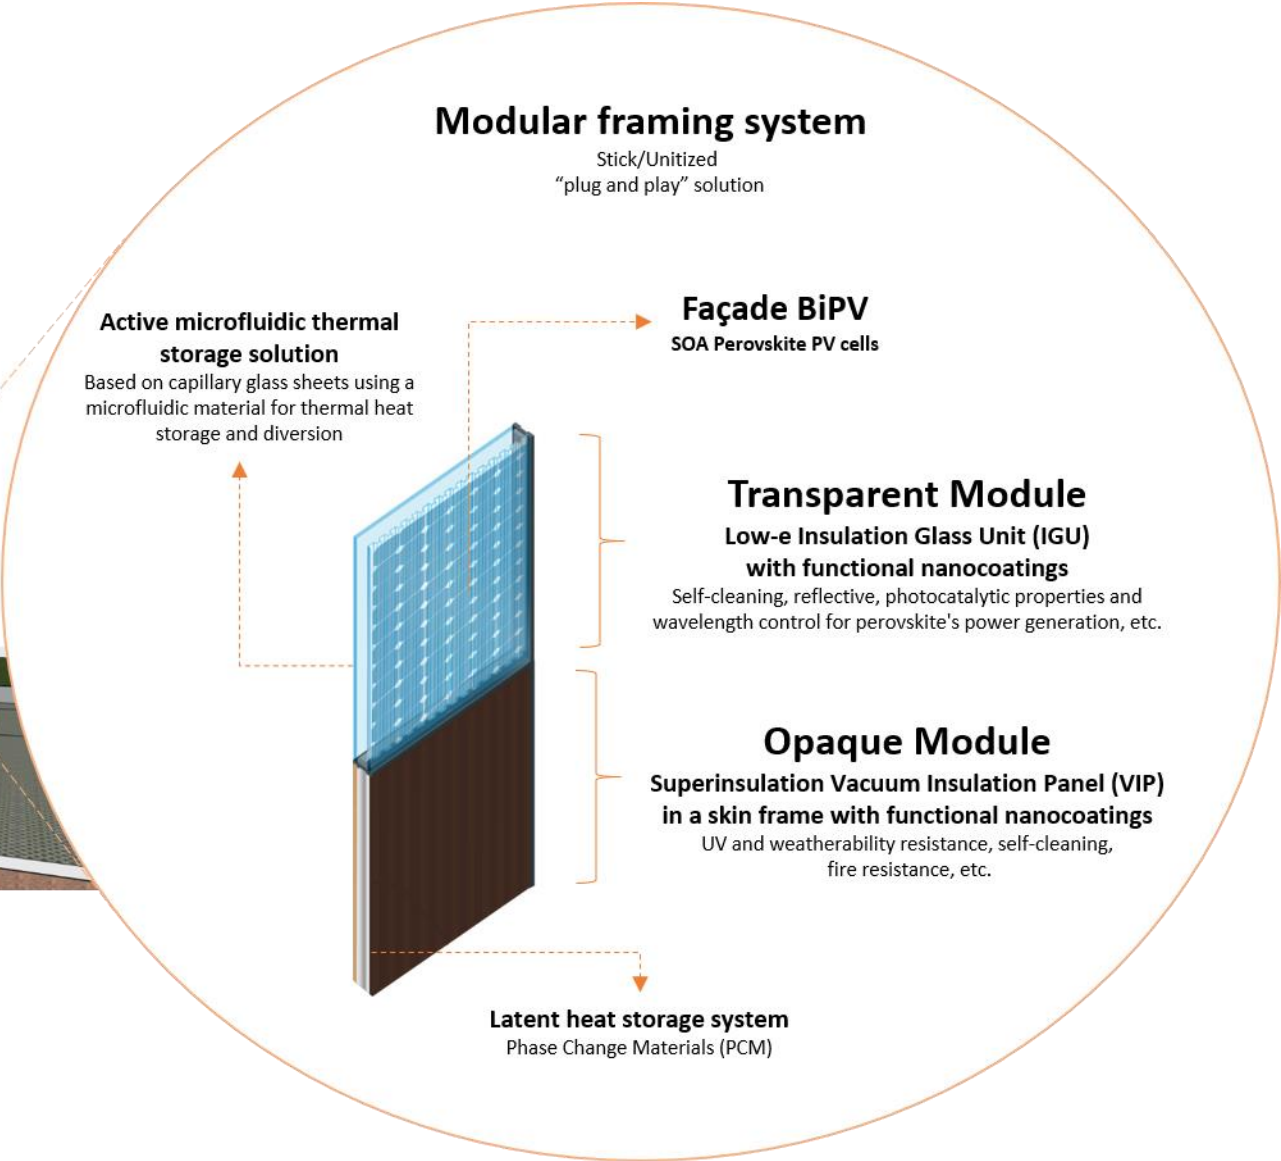 Modular framing system
Stick/Unitized
“plug and play” solution
Active microfluidic thermal
storage solution
Based on capillary glass sheets using a
microfluidic material for thermal heat
storage and diversion
Façade BiPV
SOA Perovskite PV cells
Transparent Module
Low-e Insulation Glass Unit (IGU)
with functional nanocoatings
Self-cleaning, reflective, photocatalytic properties and
wavelength control for perovskite's power generation, etc.
Opaque Module
Superinsulation Vacuum Insulation Panel (VIP)
in a skin frame with functional nanocoatings
UV and weatherability resistance, self-cleaning,
fire resistance, etc.
Latent heat storage system
Phase Change Materials (PCM)